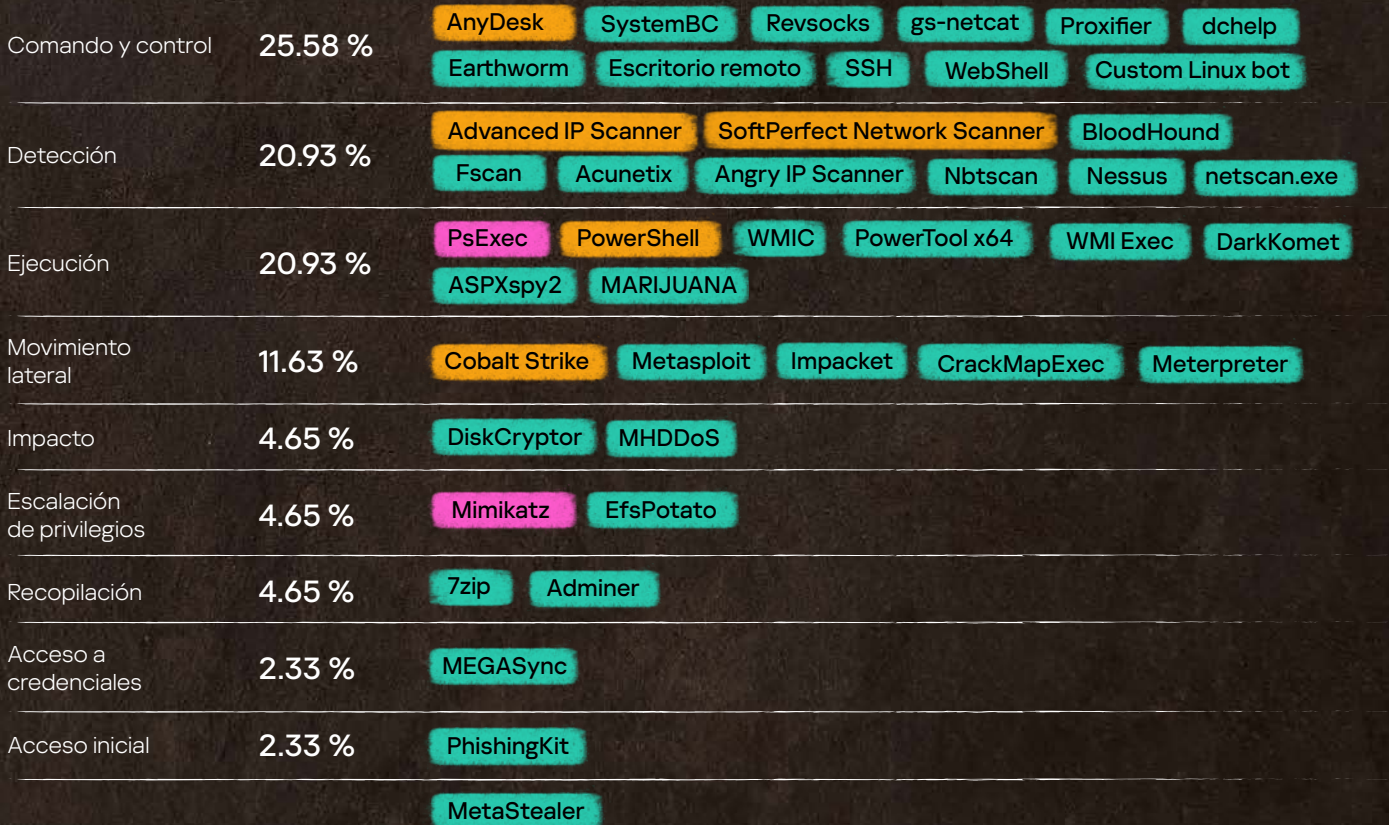 Comando y control 25.58 % AnyDesk SystemBC Revsocks gs-netcat Proxifier dchelp
Earthworm Escritorio remoto SSH WebShell Custom Linux bot
Detección 20.93 % Advanced IP Scanner SoftPerfect Network Scanner BloodHound
Fscan Acunetix Angry IP Scanner Nbtscan Nessus netscan.exe
Ejecución 20.93 % PsExec PowerShell WMIC PowerTool x64 WMI Exec DarkKomet
ASPXspy2 MARIJUANA
Movimiento
lateral 11.63 % Cobalt Strike Metasploit Impacket CrackMapExec Meterpreter
Impacto 4.65 % DiskCryptor MHDDoS
Escalación
de privilegios 4.65 % Mimikatz EfsPotato
Recopilación 4.65 % 7zip Adminer
Acceso a
credenciales 2.33 % MEGASync
Acceso inicial 2.33 % PhishingKit
MetaStealer